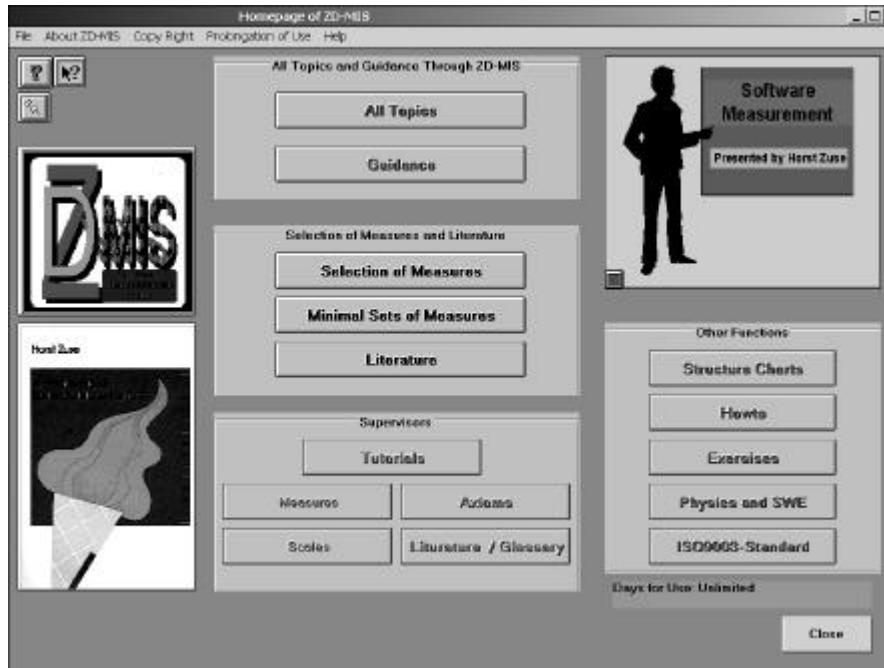 Homepage of ZD-MIS
File About ZD-MIS Copy Right Prolongation of Use Help
All Topics and Guidance Through ZD-MIS
All Topics
Guidance
Software
Measurement
Presented by Horst Zuse
ZD MIS
Selection of Measures and Literature
Selection of Measures
Minimal Sets of Measures
Literature
Horst Zuse
Supervisors
Tutorials
Measures
Axioms
Scales
Literature / Glossary
Other Functions
Structure Charts
Howto
Exercises
Physics and SWE
ISO9003-Standard
Days for Use: Unlimited
Close